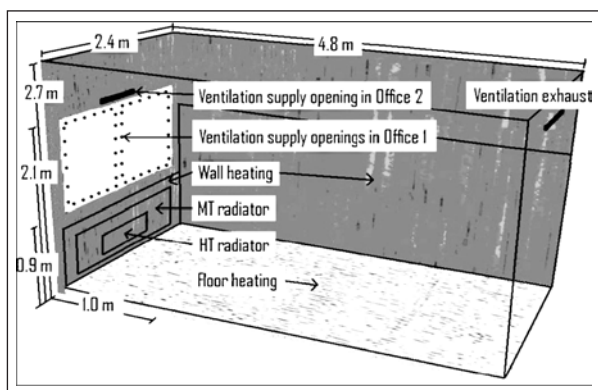 2.4 m
4.8 m
2.7 m
Ventilation supply opening in Office 2
Ventilation exhaust
Ventilation supply openings in Office 1
2.1 m
Wall heating
MT radiator
HT radiator
0.9 m
Floor heating
1.0 m